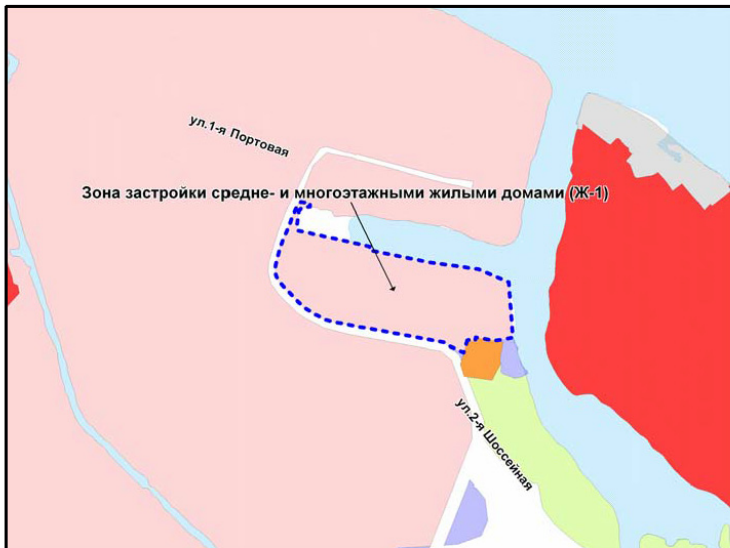 ул.1-я Портовая
Зона застройки средне- и многоэтажными жилыми домами (Ж-1)
ул.2-я Шоссейная